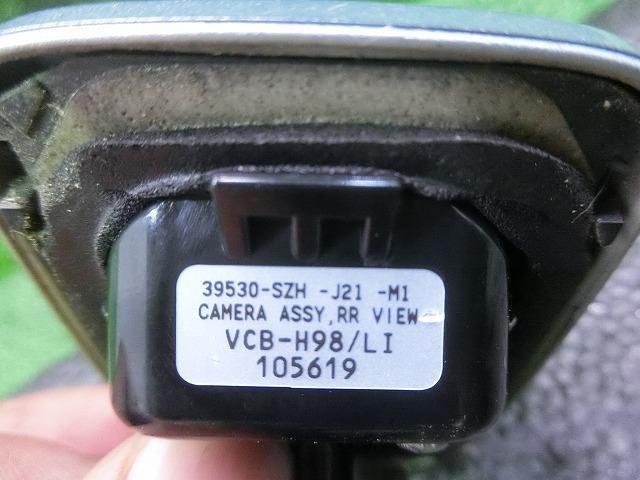 39530-SZH -J21 -M1
CAMERA ASSY,RR VIEW
VCB-H98/LI
105619